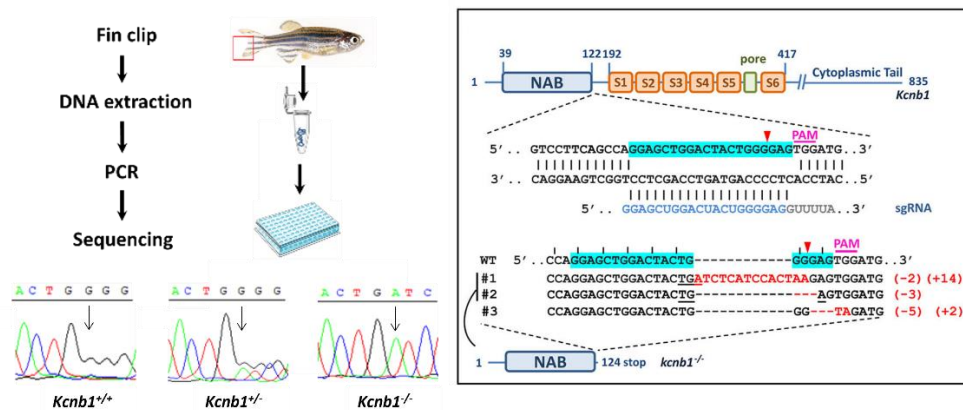 Fin clip
DNA extraction
PCR
Sequencing
A C T G G G G
A C T G G G G
A C T G A T C
Kcnb1+/+
Kcnb1+/-
Kcnb1-/-
39 122 192 pore 417
1 NAB S1 S2 S3 S4 S5 S6 Cytoplasmic Tail 835
Kcnb1
PAM
5’.. GTCCTTCAGCCAGGAGCTGGACTACTGGGGAGTGGATG...3’
3’.. CAGGAAGTCGGTCCTCGACCTGATGACCCCTCACCTAC..5’
5’.. GGAGCUGGACUACUGGGGAGGUUUUA..3’ sgRNA
PAM
WT 5’.. CCAGGAGCTGGACTACTG-----------GGGAGTGGATG..3’
#1 CCAGGAGCTGGACTACTGATCTCATCCACTAAGAGTGGATG (-2) (+14)
#2 CCAGGAGCTGGACTACTG--------------AGTGGATG (-3)
#3 CCAGGAGCTGGACTACTG-----------GG---TAGATG (-5) (+2)
1 NAB 124 stop kcnb1-/-